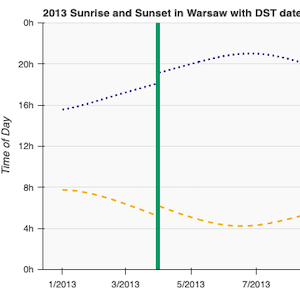 2013 Sunrise and Sunset in Warsaw with DST date
Time of Day
0h
20h
16h
12h
8h
4h
0h
1/2013 3/2013 5/2013 7/2013